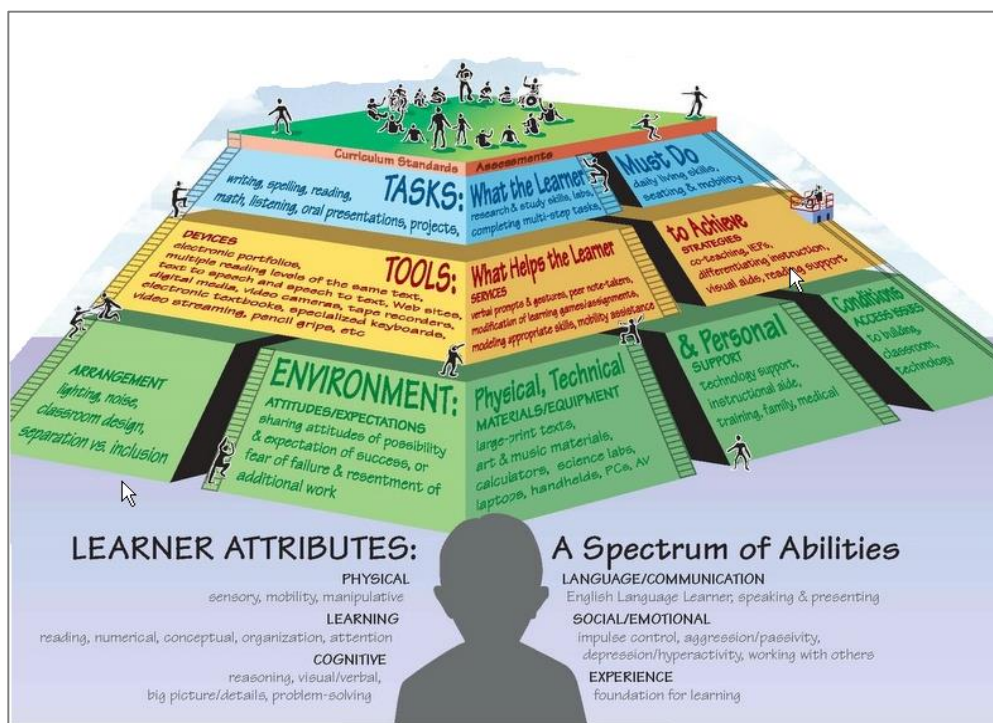 Curriculum Standards
Assessments
TASKS:
writing, spelling, reading,
math, listening, oral presentations, projects,
What the Learner
research & study skills, labs,
completing multi-step tasks,
Must Do
daily living skills,
seating & mobility
TOOLS:
DEVICES
electronic portfolios,
multiple reading levels of the same text,
text to speech and speech to text, Web sites,
digital media, video cameras, tape recorders,
electronic textbooks, specialized keyboards,
video streaming, pencil grips, etc
What Helps the Learner
SERVICES
verbal prompts & gestures, peer note-takers,
modification of learning games/assignments,
modeling appropriate skills, mobility assistance
to Achieve
STRATEGIES
co-teaching, IEPs,
differentiating instruction,
visual aids, reading support
ARRANGEMENT
lighting, noise,
classroom design,
separation vs. inclusion
ENVIRONMENT:
ATTITUDES/EXPECTATIONS
sharing attitudes of possibility
& expectation of success, or
fear of failure & resentment of
additional work
Physical, Technical
MATERIALS/EQUIPMENT
large-print texts,
art & music materials,
calculators, science labs,
laptops, handhelds, PCs, AV
& Personal
SUPPORT
technology support,
instructional aide,
training, family, medical
Conditions
ACCESS ISSUES
to building,
classroom,
technology
LEARNER ATTRIBUTES:
PHYSICAL
sensory, mobility, manipulative
LEARNING
reading, numerical, conceptual, organization, attention
COGNITIVE
reasoning, visual/verbal,
big picture/details, problem-solving
A Spectrum of Abilities
LANGUAGE/COMMUNICATION
English Language Learner, speaking & presenting
SOCIAL/EMOTIONAL
impulse control, aggression/passivity,
depression/hyperactivity, working with others
EXPERIENCE
foundation for learning